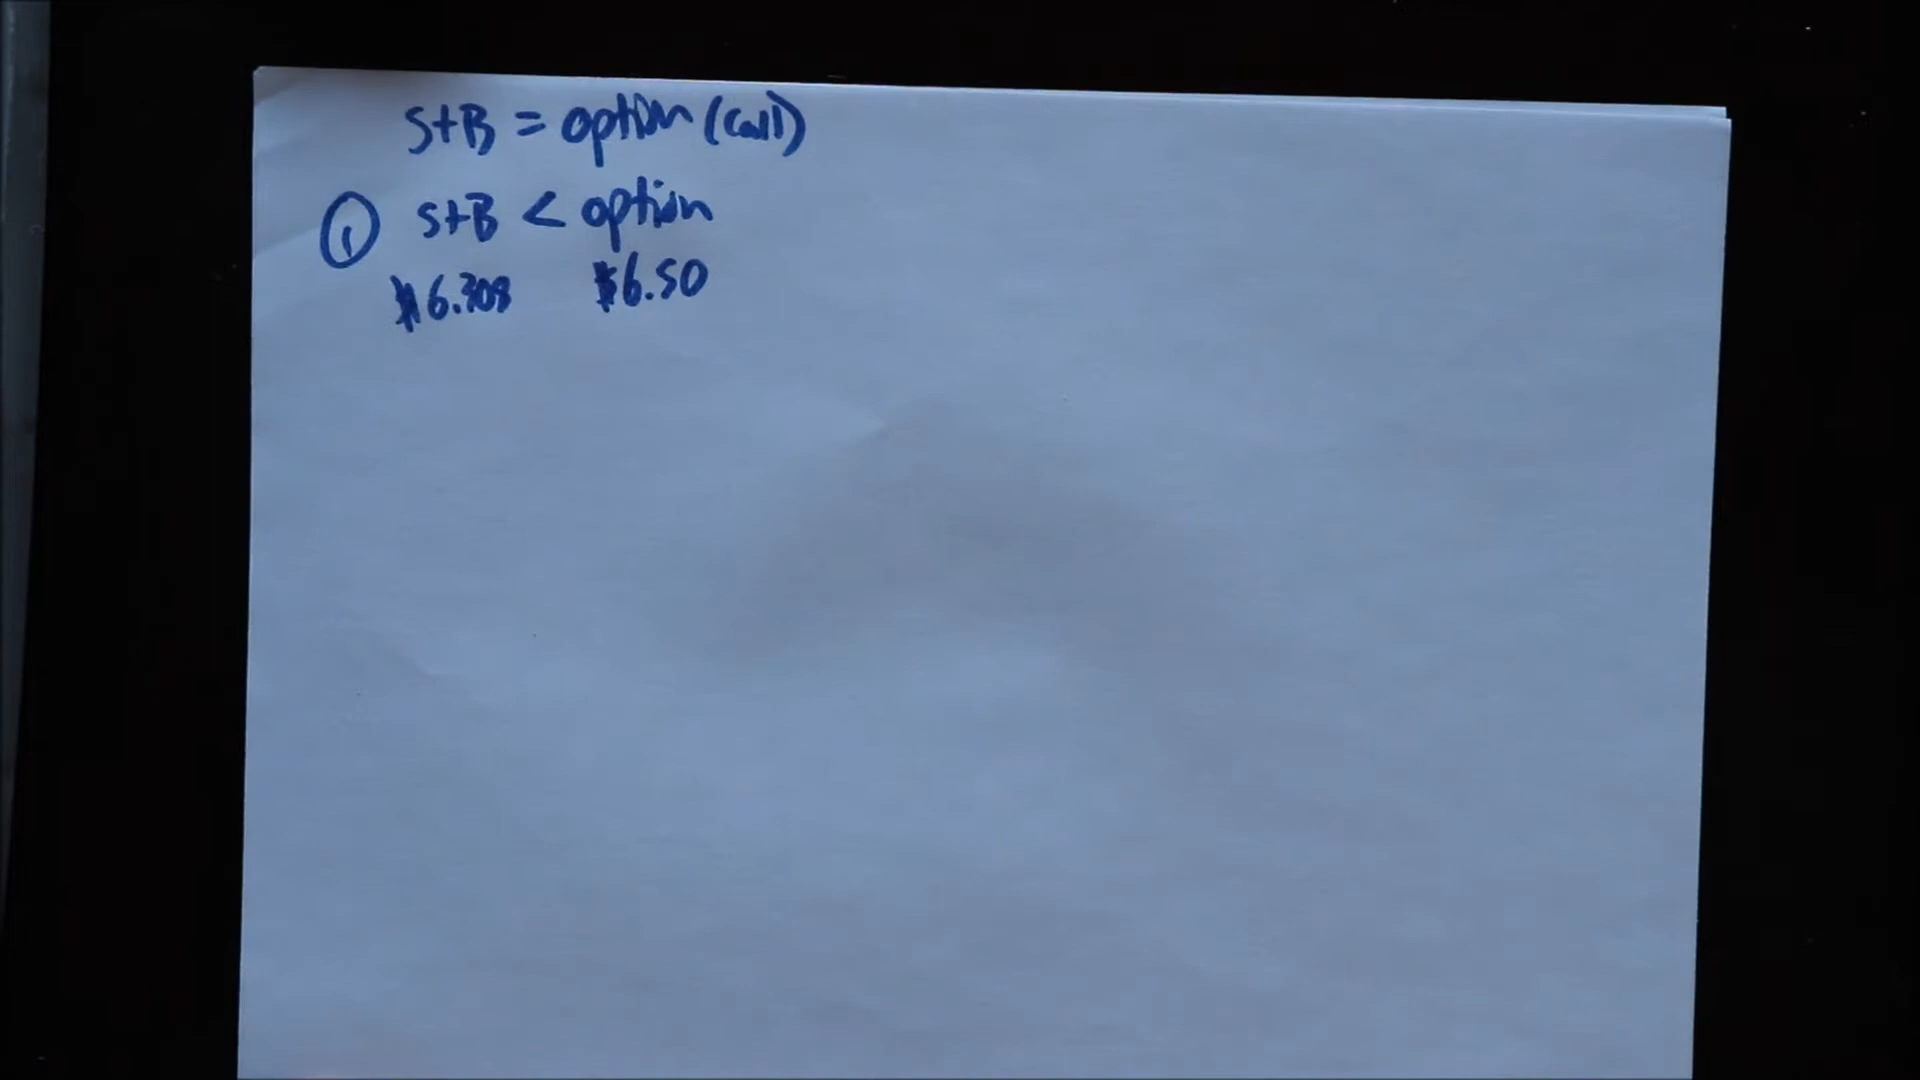 S+B = option (call)
① S+B < option
$6.308 $6.50